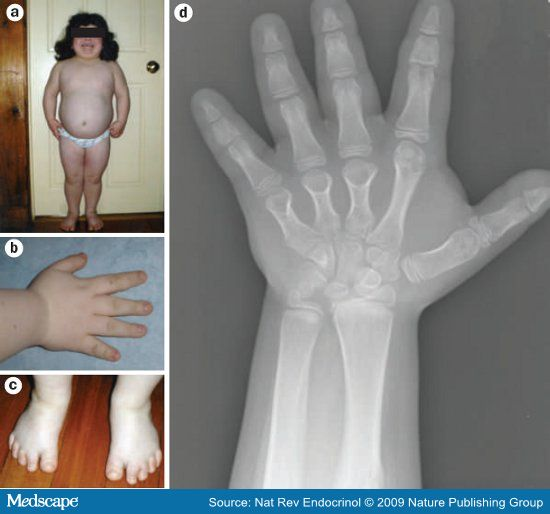 a
d
b
c
Medscape
Source: Nat Rev Endocrinol © 2009 Nature Publishing Group